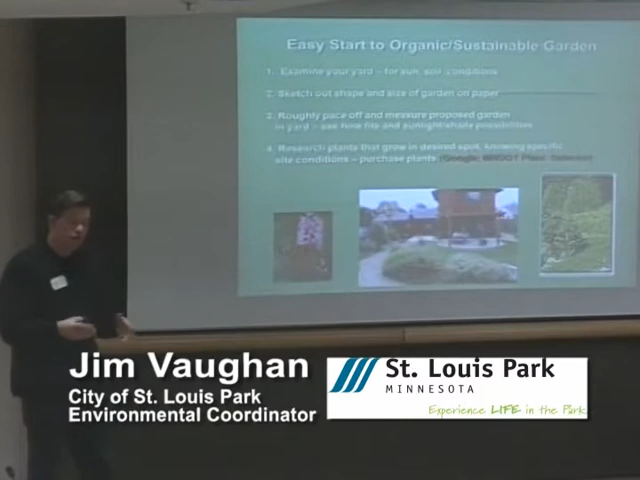 Easy Start to Organic/Sustainable Garden
1. Examine your yard – for sun, soil conditions
2. Sketch out shape and size of garden on paper
3. Roughly pace off and measure proposed garden
in yard – see how fits and sunlight/shade possibilities
4. Research plants that grow in desired spot, knowing specific
site conditions – purchase plants (Google: MNDOT Plant Selector)
Jim Vaughan
City of St. Louis Park
Environmental Coordinator
St. Louis Park
MINNESOTA
Experience LIFE in the Park